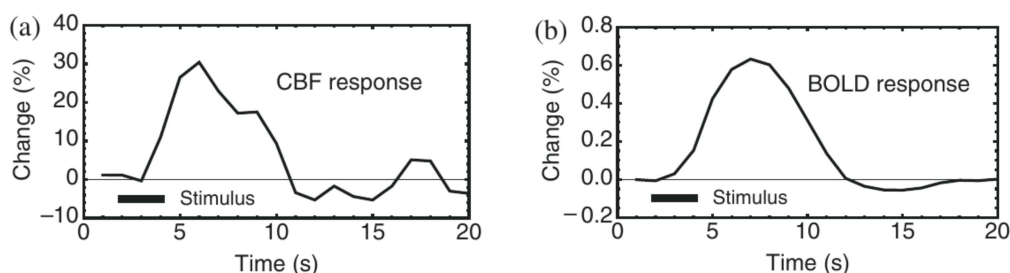 (a)
40
30
20
10
0
−10
Change (%)
CBF response
Stimulus
0 5 10 15 20
Time (s)
(b)
0.8
0.6
0.4
0.2
0.0
−0.2
Change (%)
BOLD response
Stimulus
0 5 10 15 20
Time (s)